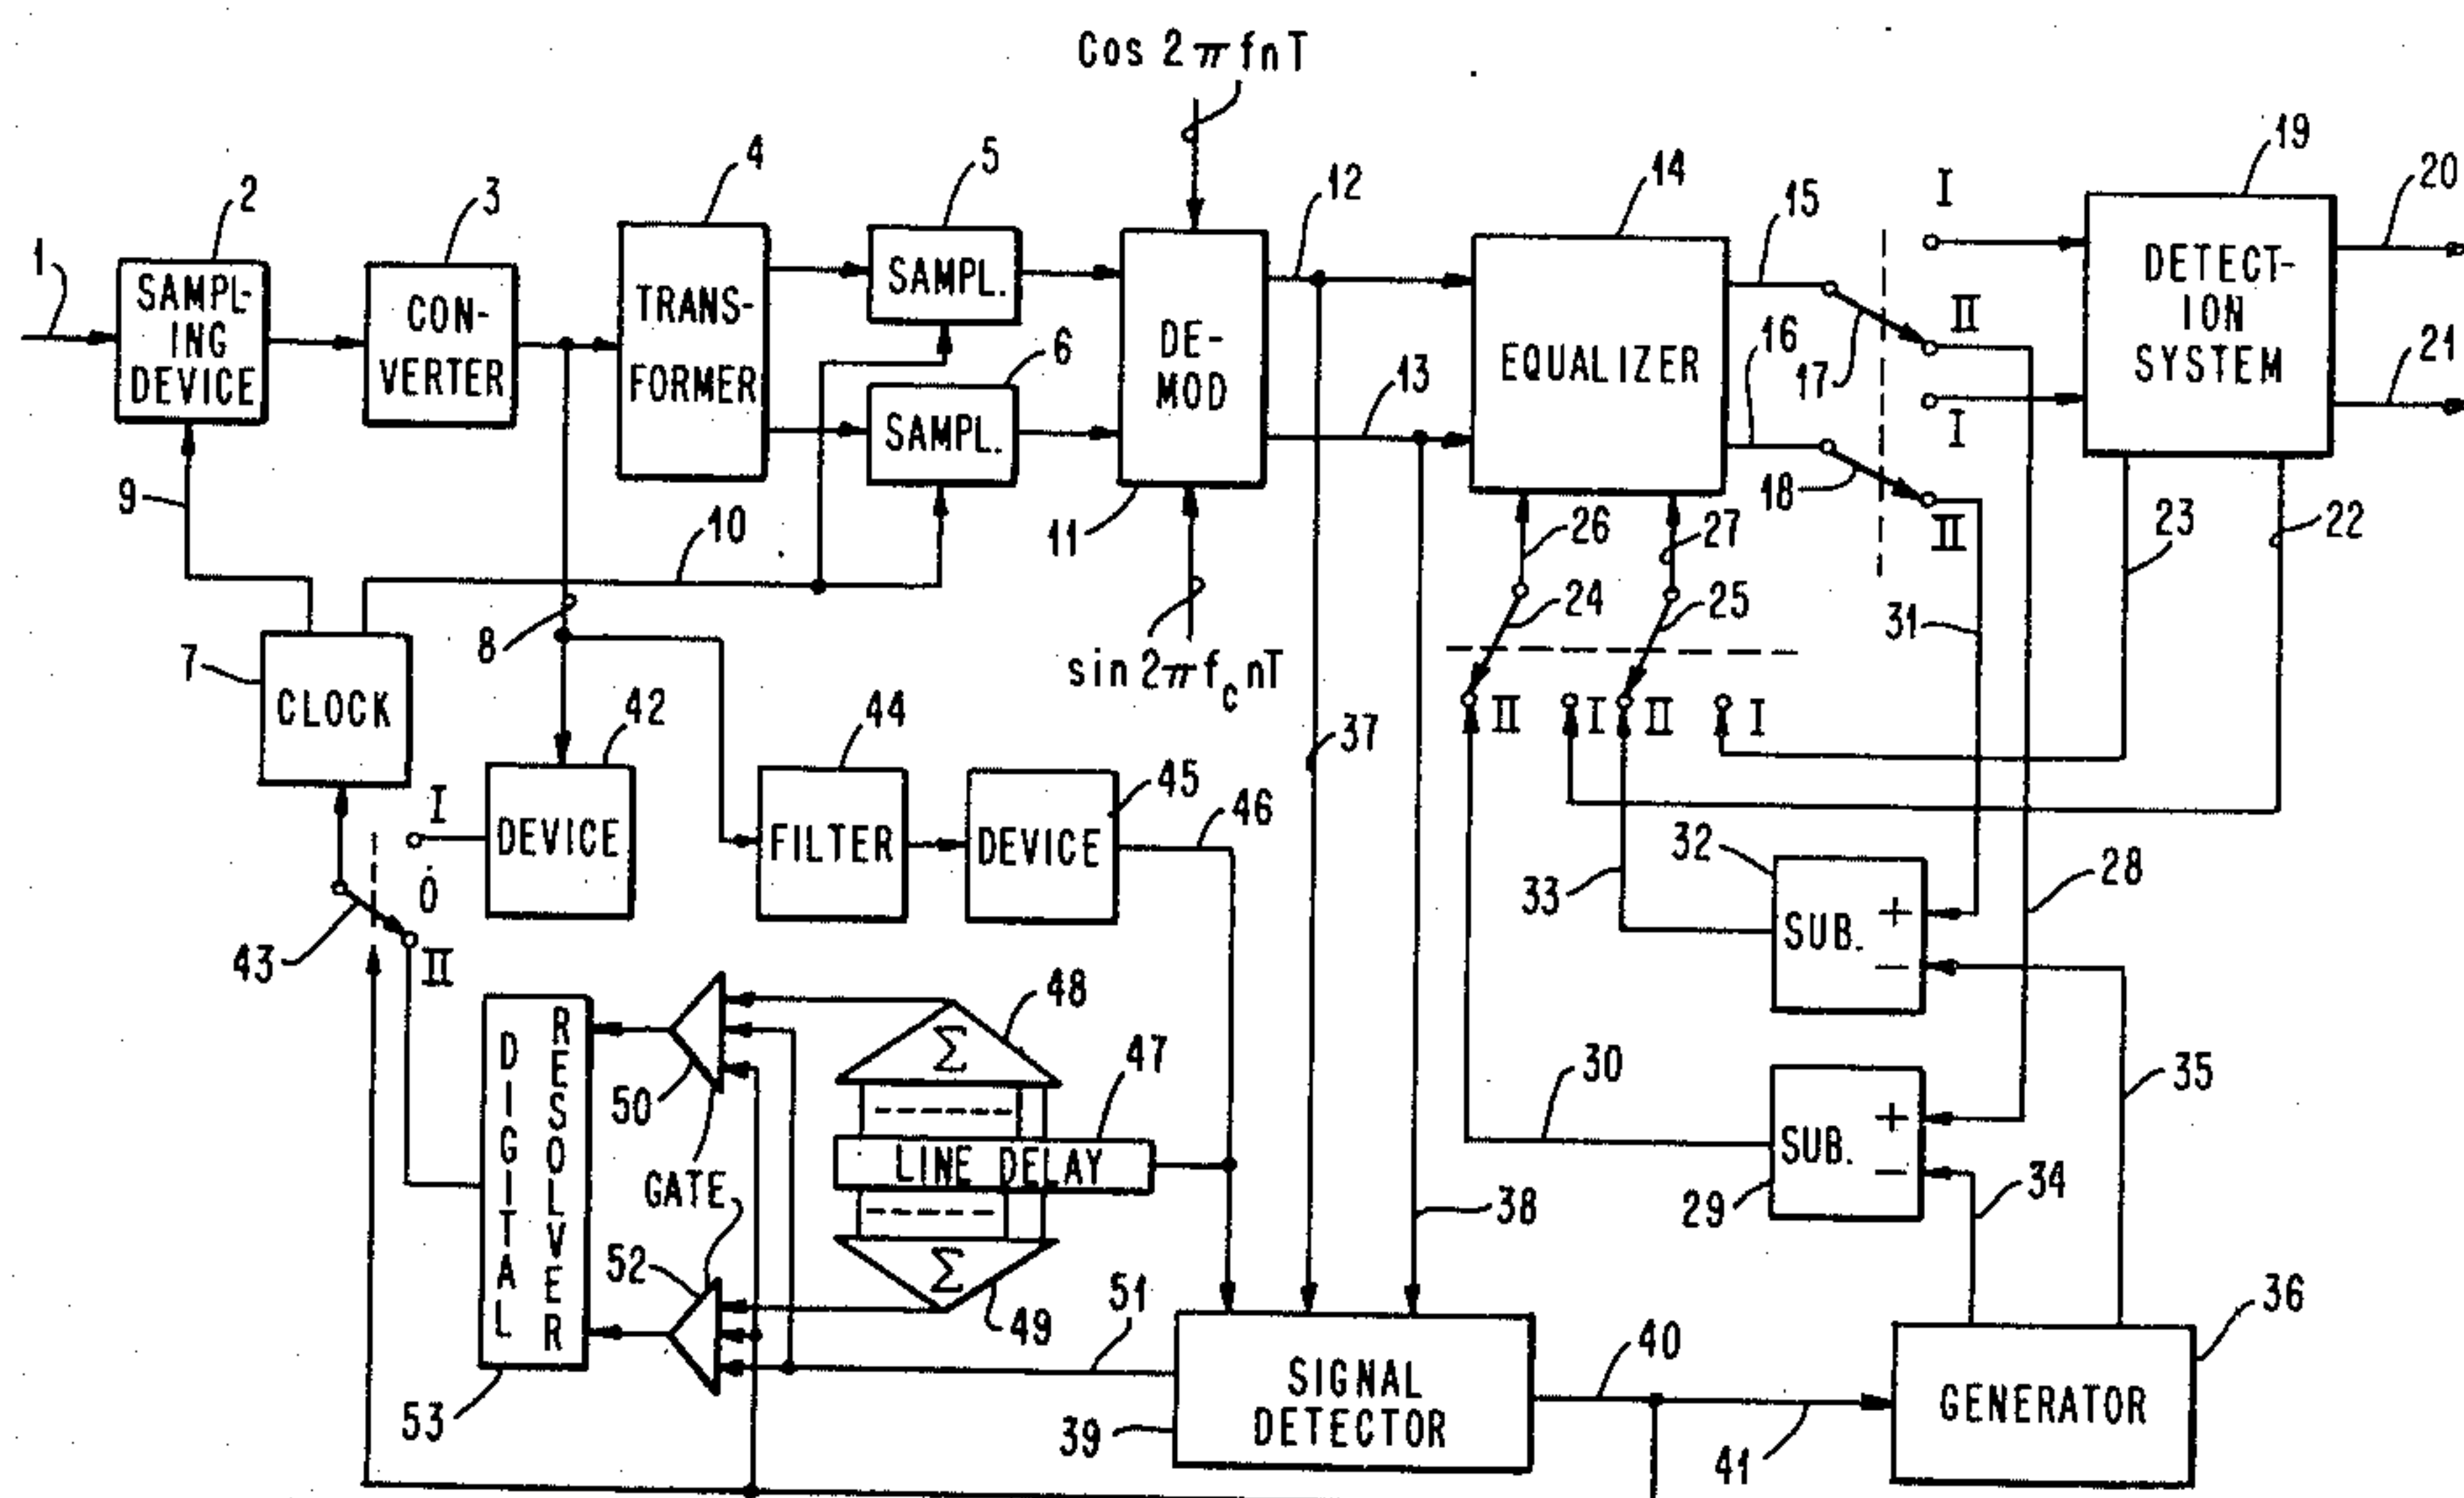 Cos 2πfnT
1
2
SAMPL-
ING
DEVICE
3
CON-
VERTER
4
TRANS-
FORMER
5
SAMPL.
6
SAMPL.
DE-
MOD
11
12
13
14
EQUALIZER
15
16
17
18
I
II
I
II
19
DETECT-
ION
SYSTEM
20
21
22
23
9
10
8
7
CLOCK
sin 2πf_c nT
26
27
24
25
II
I
II
I
31
28
37
42
DEVICE
I
0
II
43
44
FILTER
45
DEVICE
46
32
SUB.
+
−
33
30
29
SUB.
+
−
34
35
38
48
Σ
47
LINE DELAY
Σ
49
50
GATE
52
DIGITAL
RESOLVER
53
51
39
SIGNAL
DETECTOR
40
41
36
GENERATOR